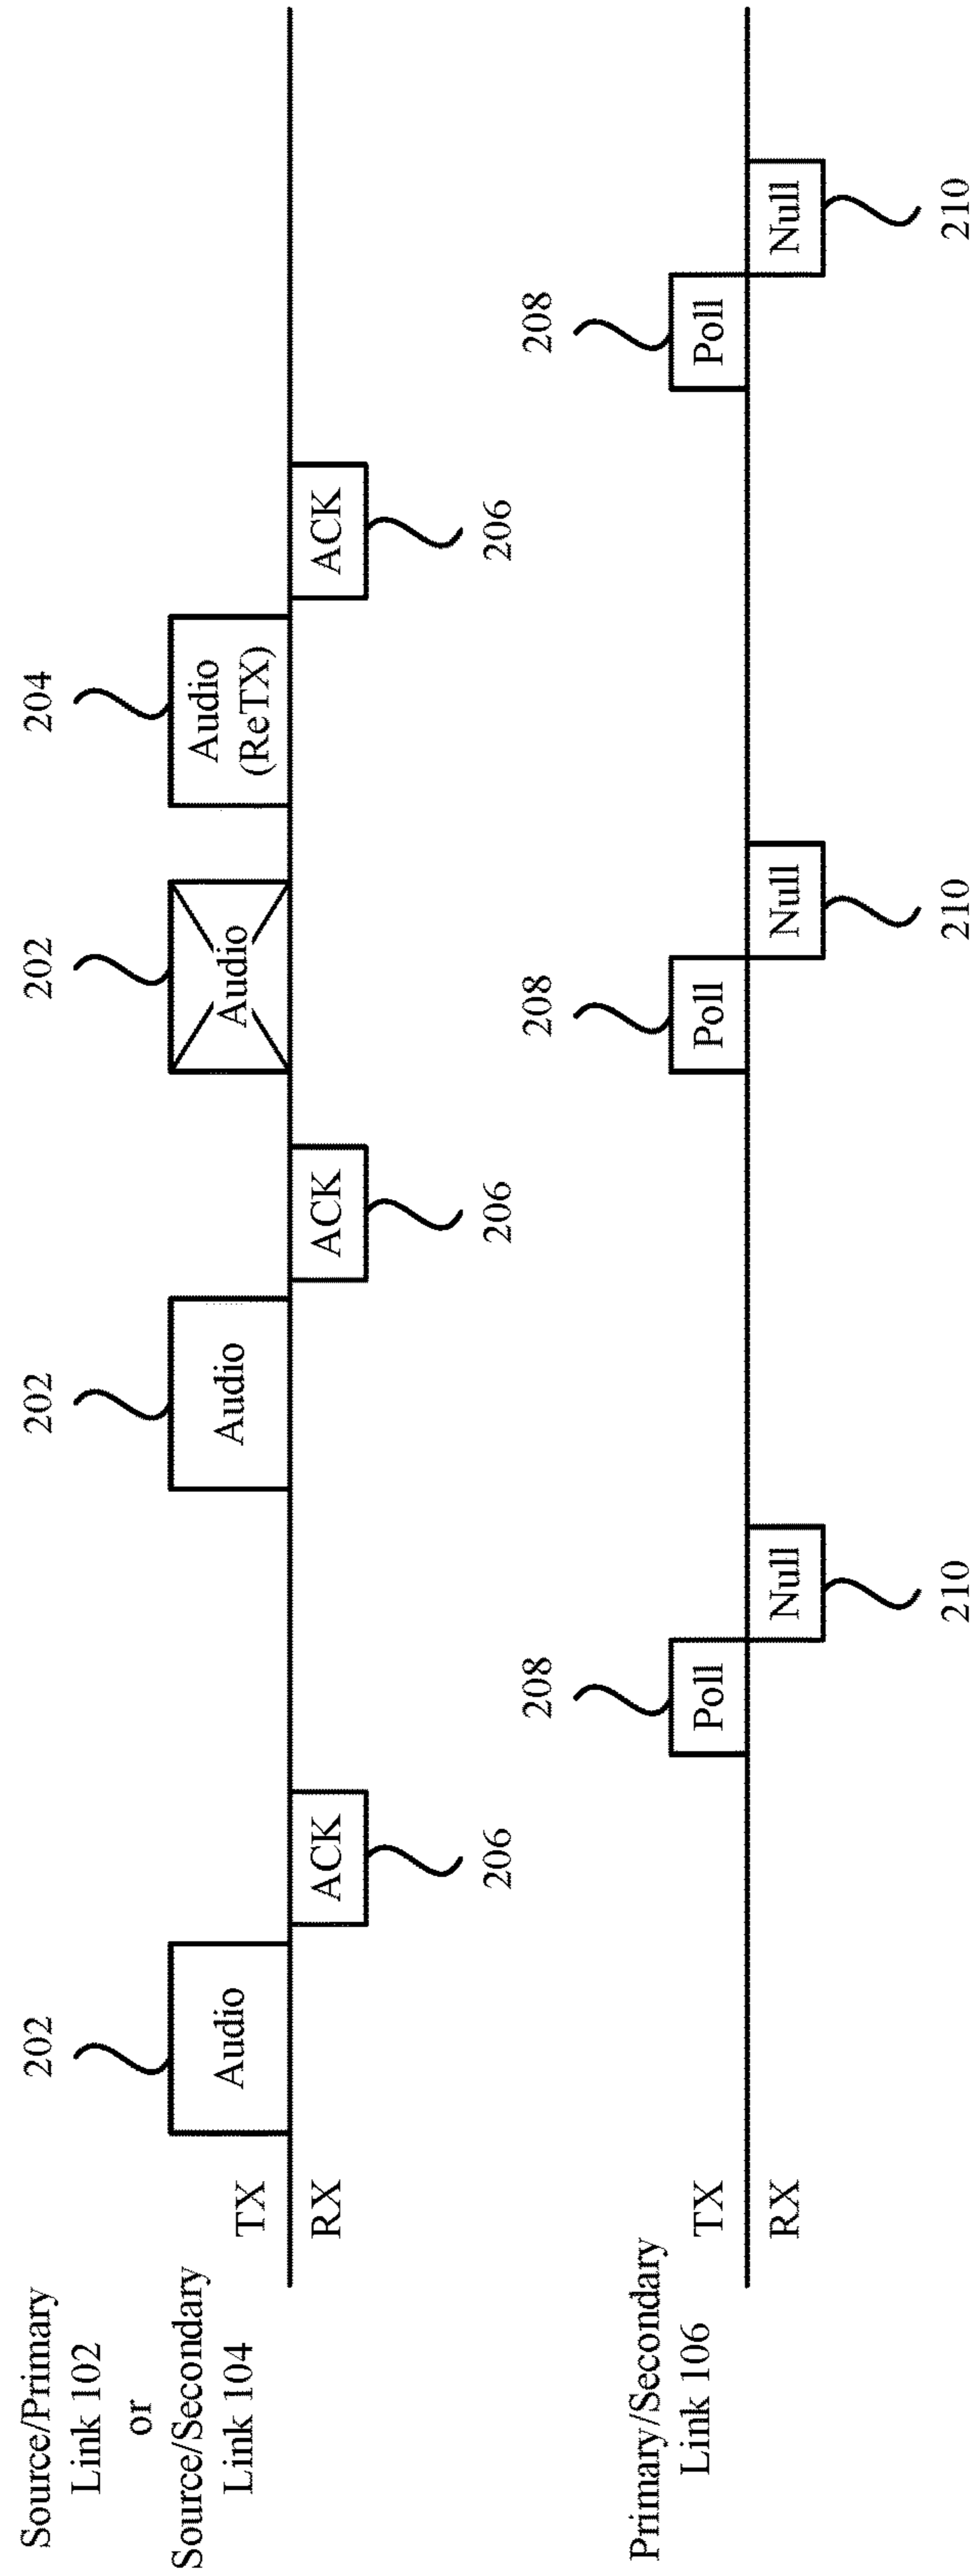 Source/Primary
Link 102
or
Source/Secondary
Link 104
TX
RX
202
Audio
ACK
206
202
Audio
ACK
206
202
Audio
204
Audio
(ReTX)
ACK
206
Primary/Secondary
Link 106
TX
RX
208
Poll
Null
210
208
Poll
Null
210
208
Poll
Null
210